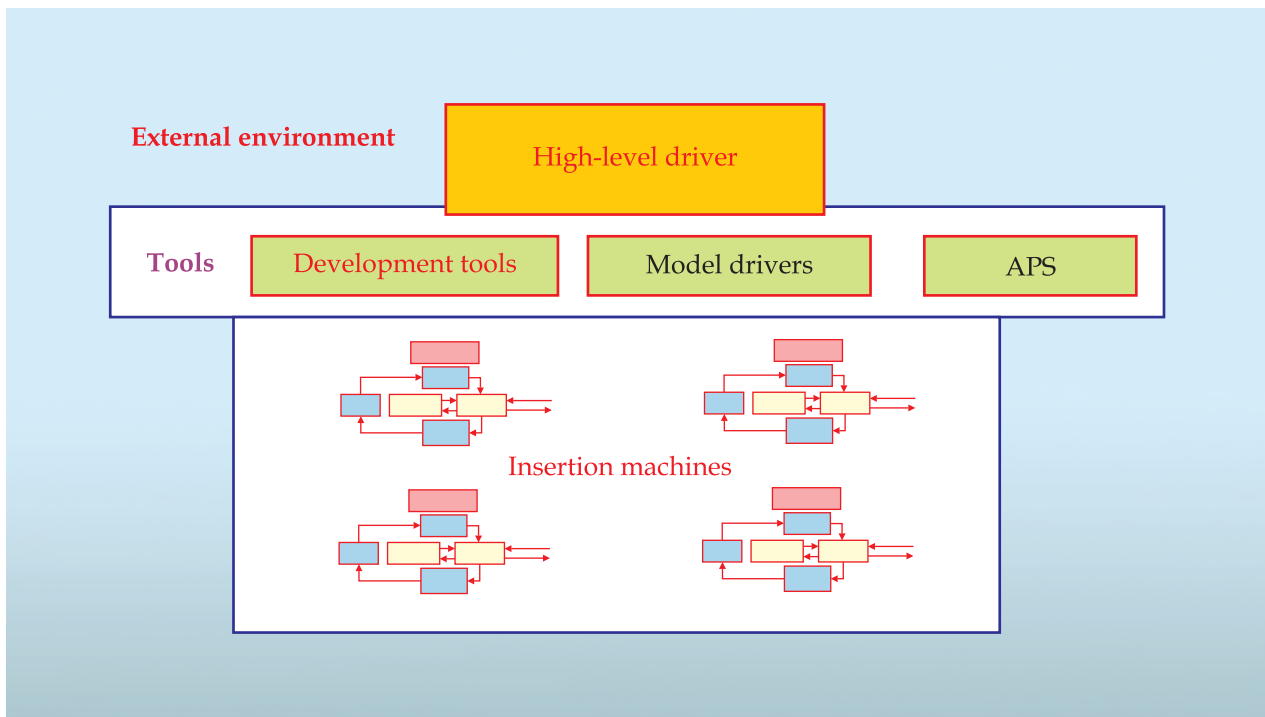 External environment
High-level driver
Tools
Development tools
Model drivers
APS
Insertion machines